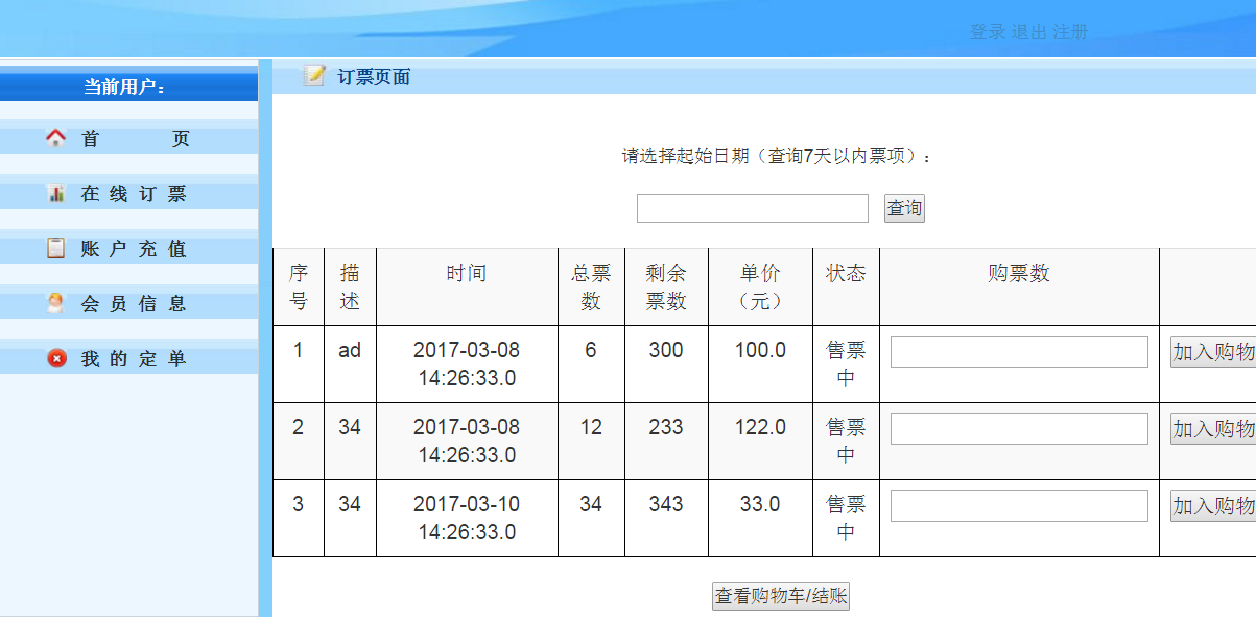 登录 退出 注册
当前用户：
首 页
在 线 订 票
账 户 充 值
会 员 信 息
我 的 定 单
订票页面
请选择起始日期（查询7天以内票项）：
查询
序号 描述 时间 总票数 剩余票数 单价（元） 状态 购票数
1 ad 2017-03-08 14:26:33.0 6 300 100.0 售票中 加入购物
2 34 2017-03-08 14:26:33.0 12 233 122.0 售票中 加入购物
3 34 2017-03-10 14:26:33.0 34 343 33.0 售票中 加入购物
查看购物车/结账